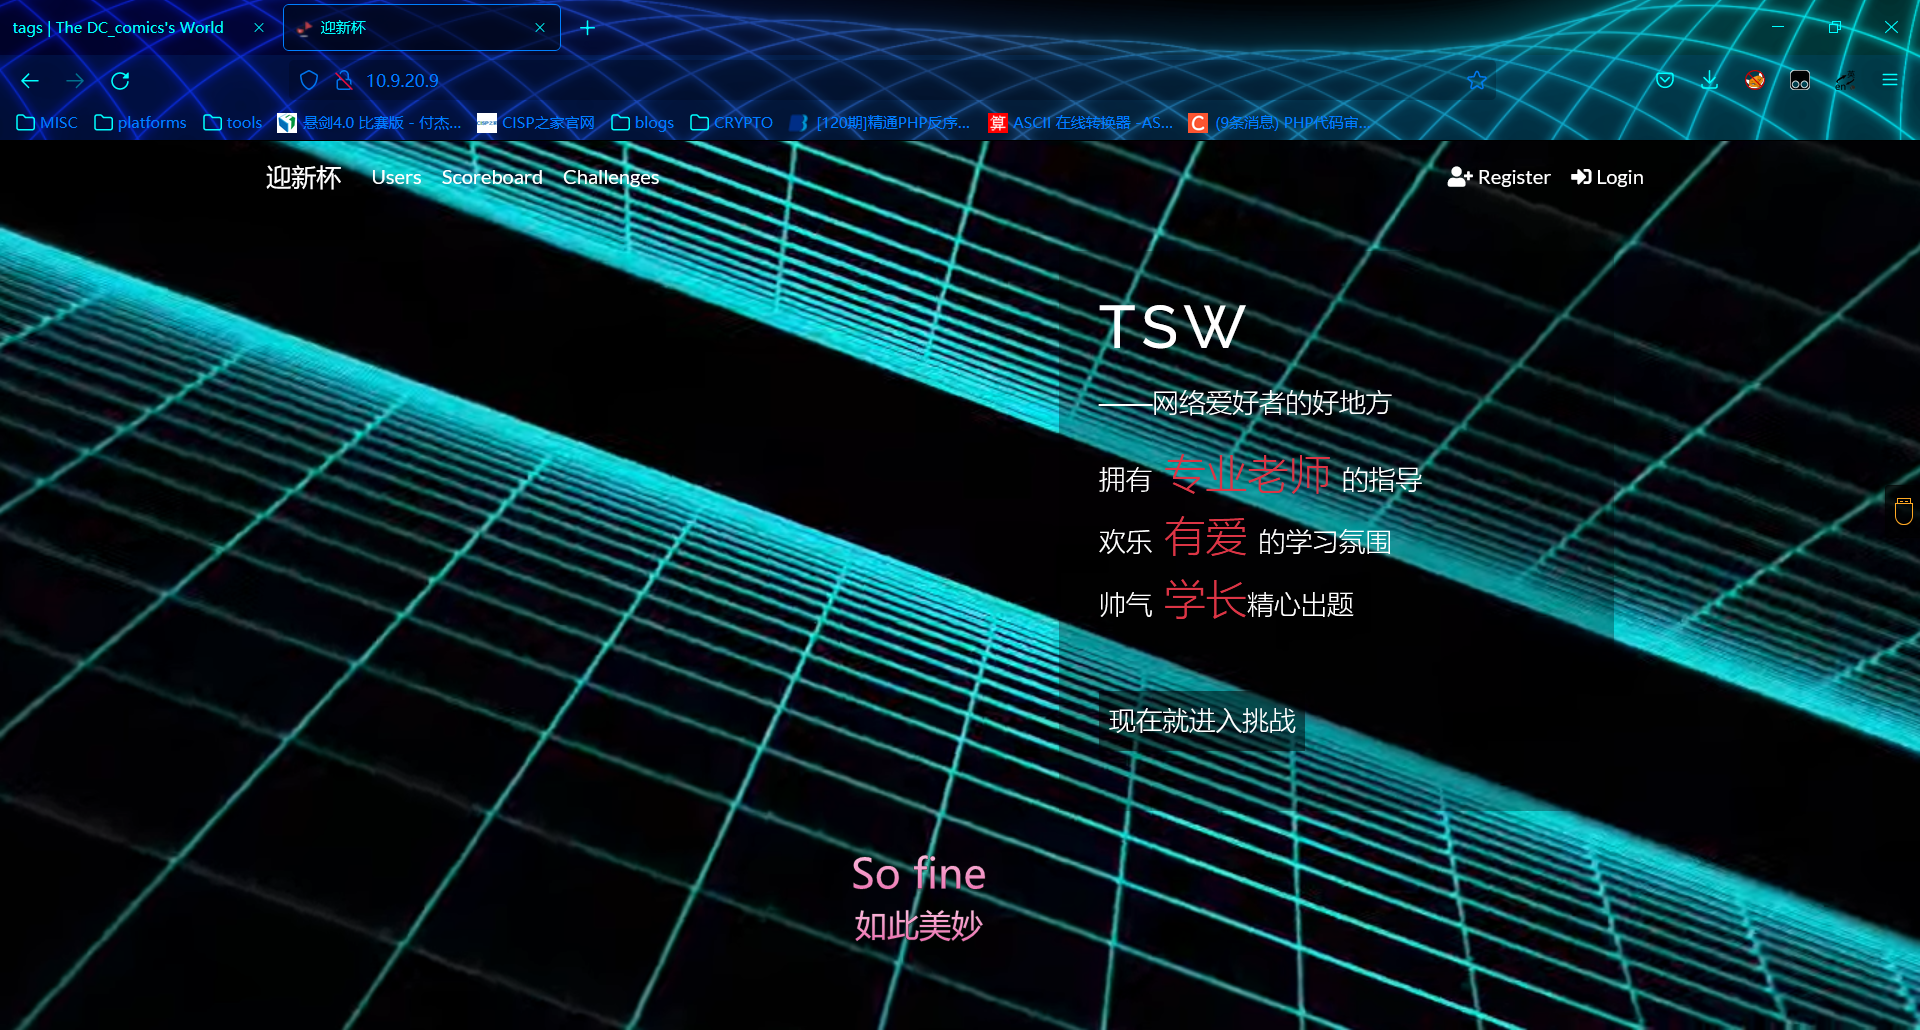 tags | The DC_comics's World
迎新杯
10.9.20.9
MISC
platforms
tools
悬剑4.0 比赛版 - 付杰...
CISP之家官网
blogs
CRYPTO
[120期]精通PHP反序...
算 ASCII 在线转换器 -AS...
C (9条消息) PHP代码审...
迎新杯 Users Scoreboard Challenges Register Login
TSW
——网络爱好者的好地方
拥有 专业老师 的指导
欢乐 有爱 的学习氛围
帅气 学长精心出题
现在就进入挑战
So fine
如此美妙